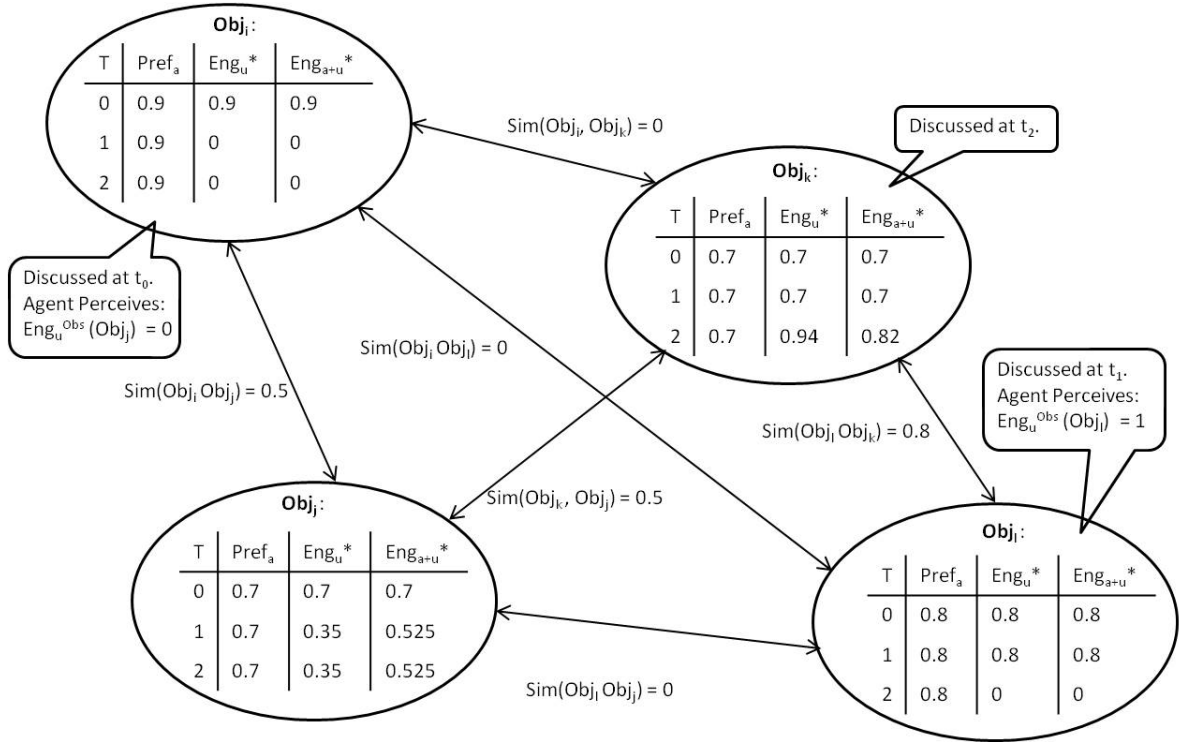 Obj_i:
T Pref_a Eng_u* Eng_a+u*
0 0.9 0.9 0.9
1 0.9 0 0
2 0.9 0 0
Discussed at t_0.
Agent Perceives:
Eng_u^Obs (Obj_j) = 0
Sim(Obj_i, Obj_k) = 0
Discussed at t_2.
Obj_k:
T Pref_a Eng_u* Eng_a+u*
0 0.7 0.7 0.7
1 0.7 0.7 0.7
2 0.7 0.94 0.82
Sim(Obj_i Obj_l) = 0
Sim(Obj_i Obj_j) = 0.5
Discussed at t_1.
Agent Perceives:
Eng_u^Obs (Obj_l) = 1
Sim(Obj_l Obj_k) = 0.8
Sim(Obj_k, Obj_j) = 0.5
Obj_j:
T Pref_a Eng_u* Eng_a+u*
0 0.7 0.7 0.7
1 0.7 0.35 0.525
2 0.7 0.35 0.525
Obj_l:
T Pref_a Eng_u* Eng_a+u*
0 0.8 0.8 0.8
1 0.8 0.8 0.8
2 0.8 0 0
Sim(Obj_l Obj_j) = 0